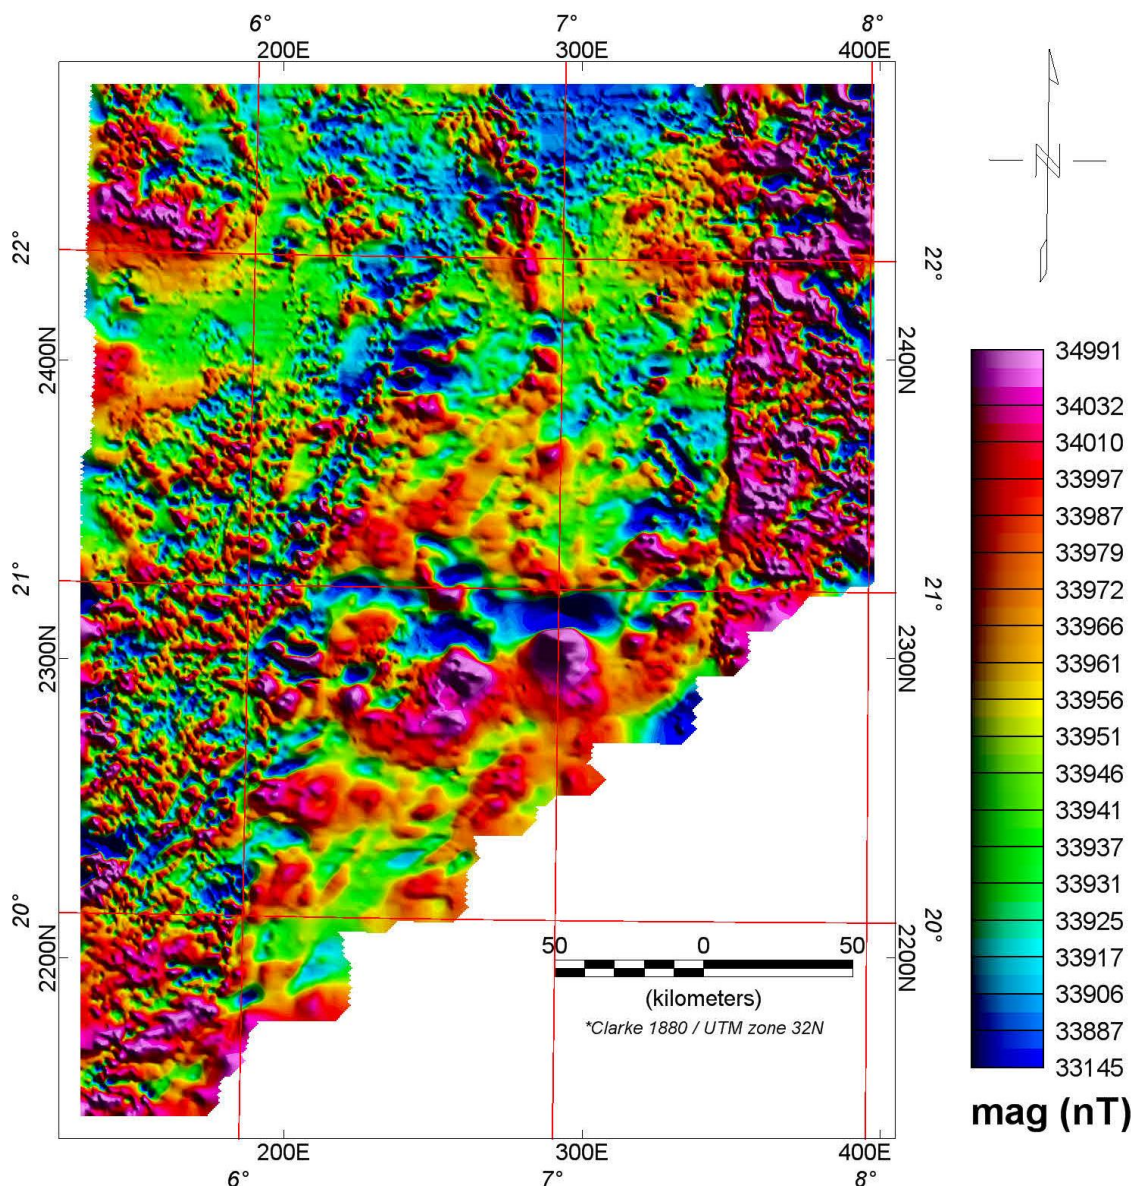 6° 7° 8°
200E 300E 400E
N
22° 22°
2400N 2400N
21° 21°
2300N 2300N
20° 20°
2200N 2200N
50 0 50
(kilometers)
*Clarke 1880 / UTM zone 32N
200E 300E 400E
6° 7° 8°
34991
34032
34010
33997
33987
33979
33972
33966
33961
33956
33951
33946
33941
33937
33931
33925
33917
33906
33887
33145
mag (nT)